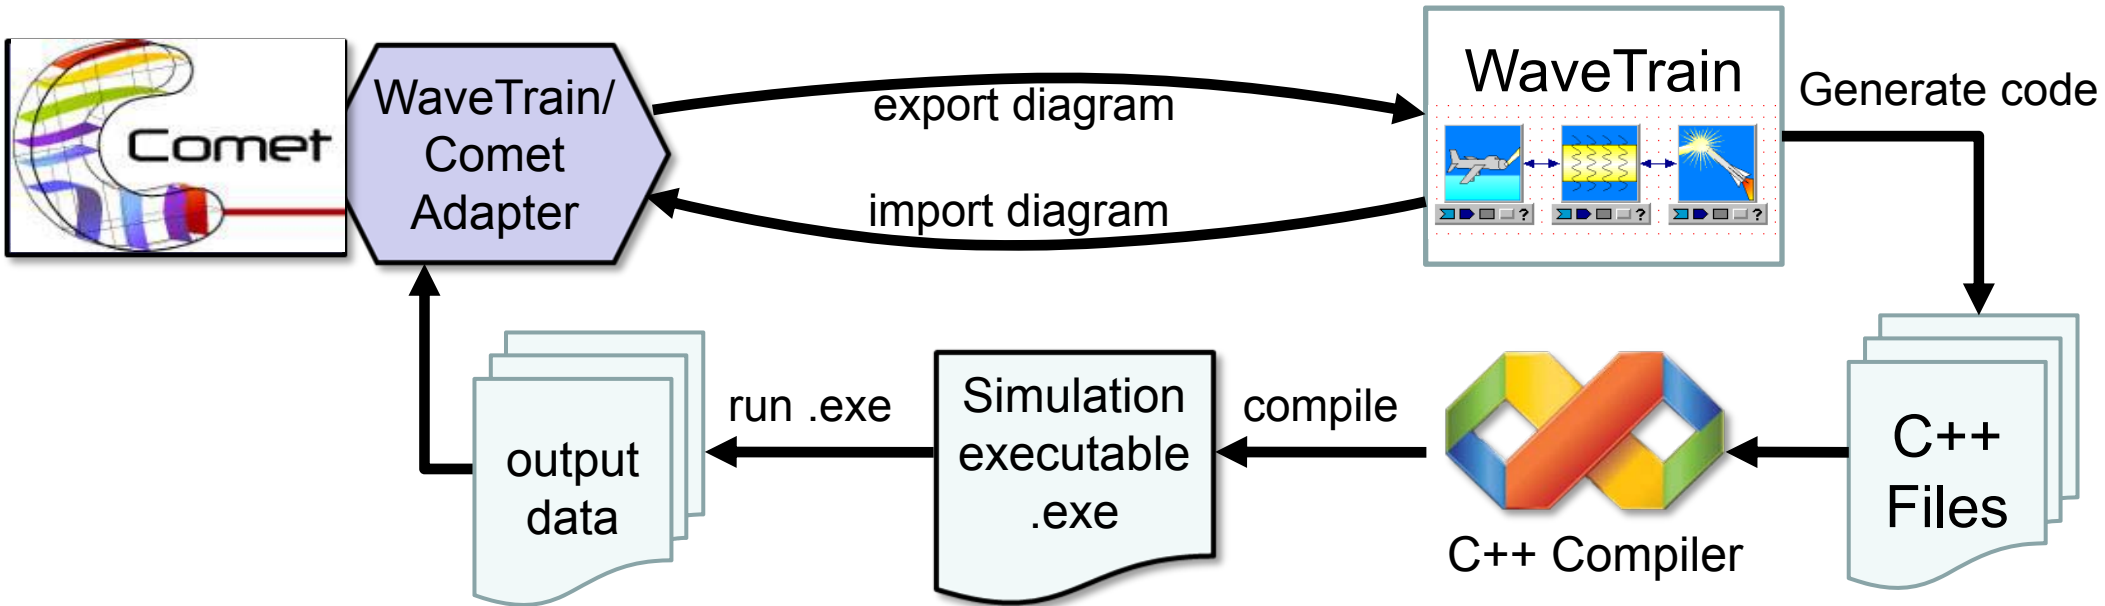 Comet
WaveTrain/
Comet
Adapter
export diagram
import diagram
WaveTrain
?
?
?
Generate code
output
data
run .exe
Simulation
executable
.exe
compile
C++ Compiler
C++
Files